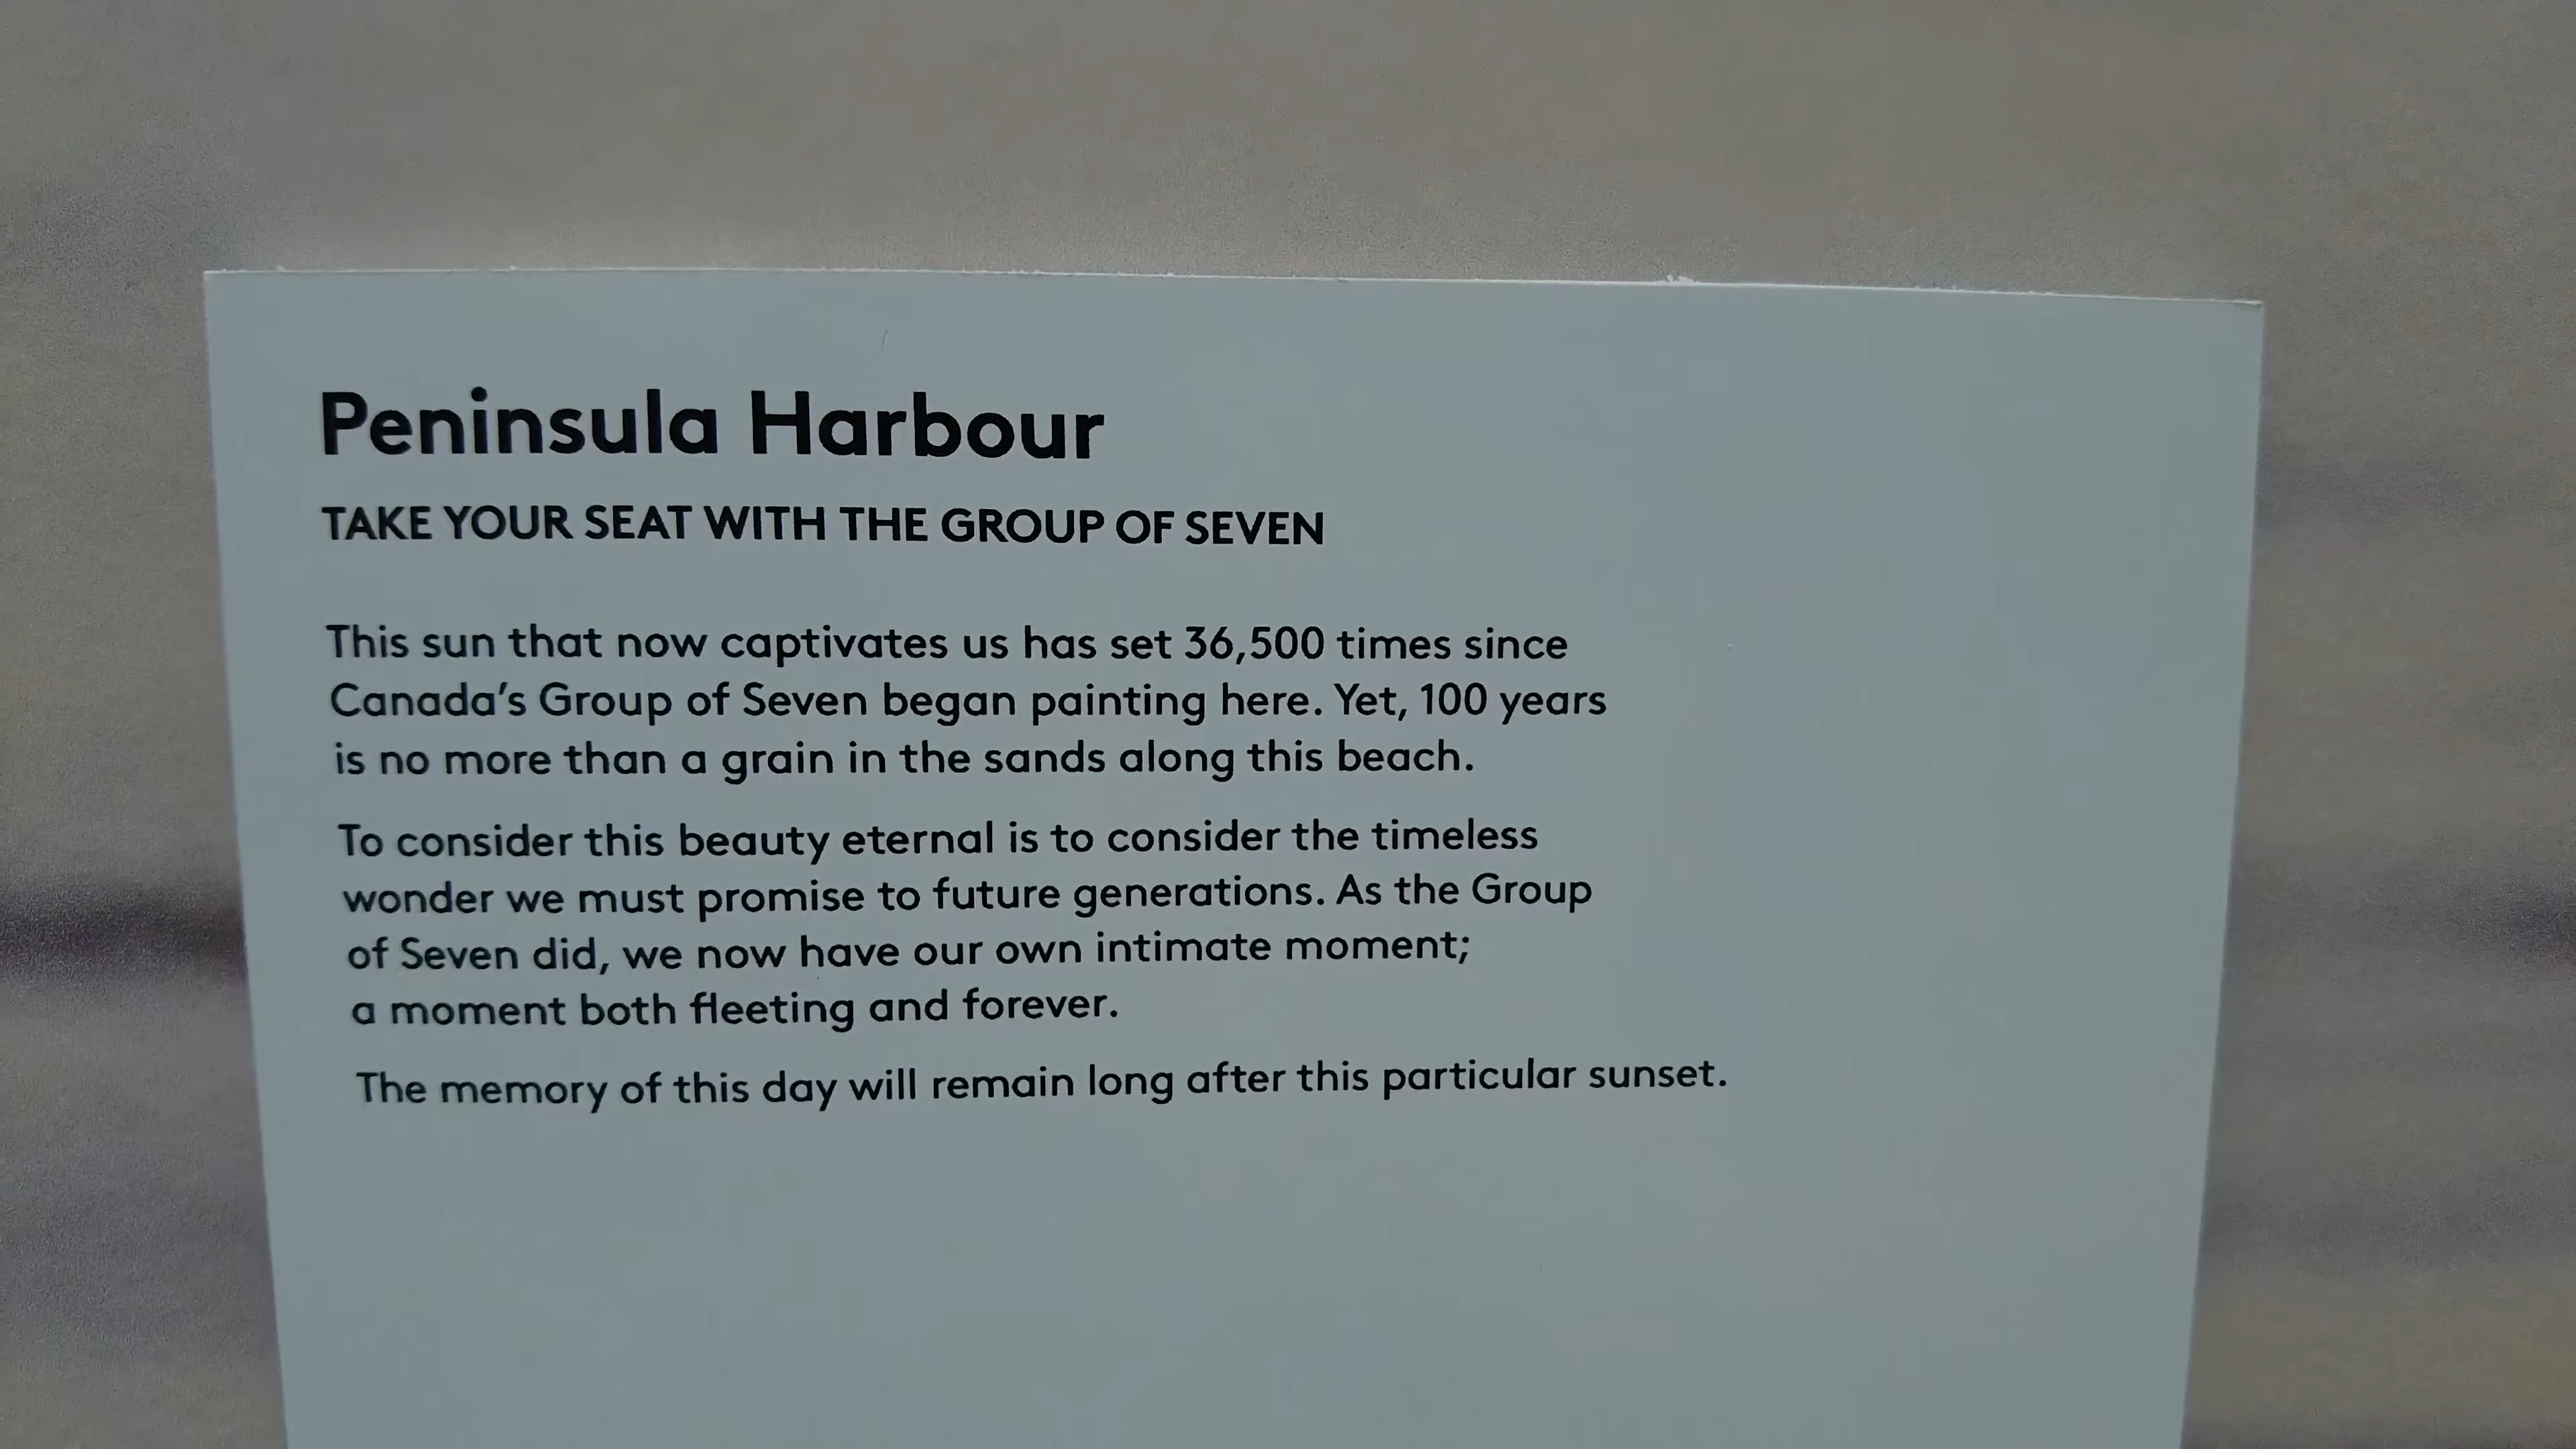 Peninsula Harbour
TAKE YOUR SEAT WITH THE GROUP OF SEVEN
This sun that now captivates us has set 36,500 times since
Canada's Group of Seven began painting here. Yet, 100 years
is no more than a grain in the sands along this beach.
To consider this beauty eternal is to consider the timeless
wonder we must promise to future generations. As the Group
of Seven did, we now have our own intimate moment;
a moment both fleeting and forever.
The memory of this day will remain long after this particular sunset.